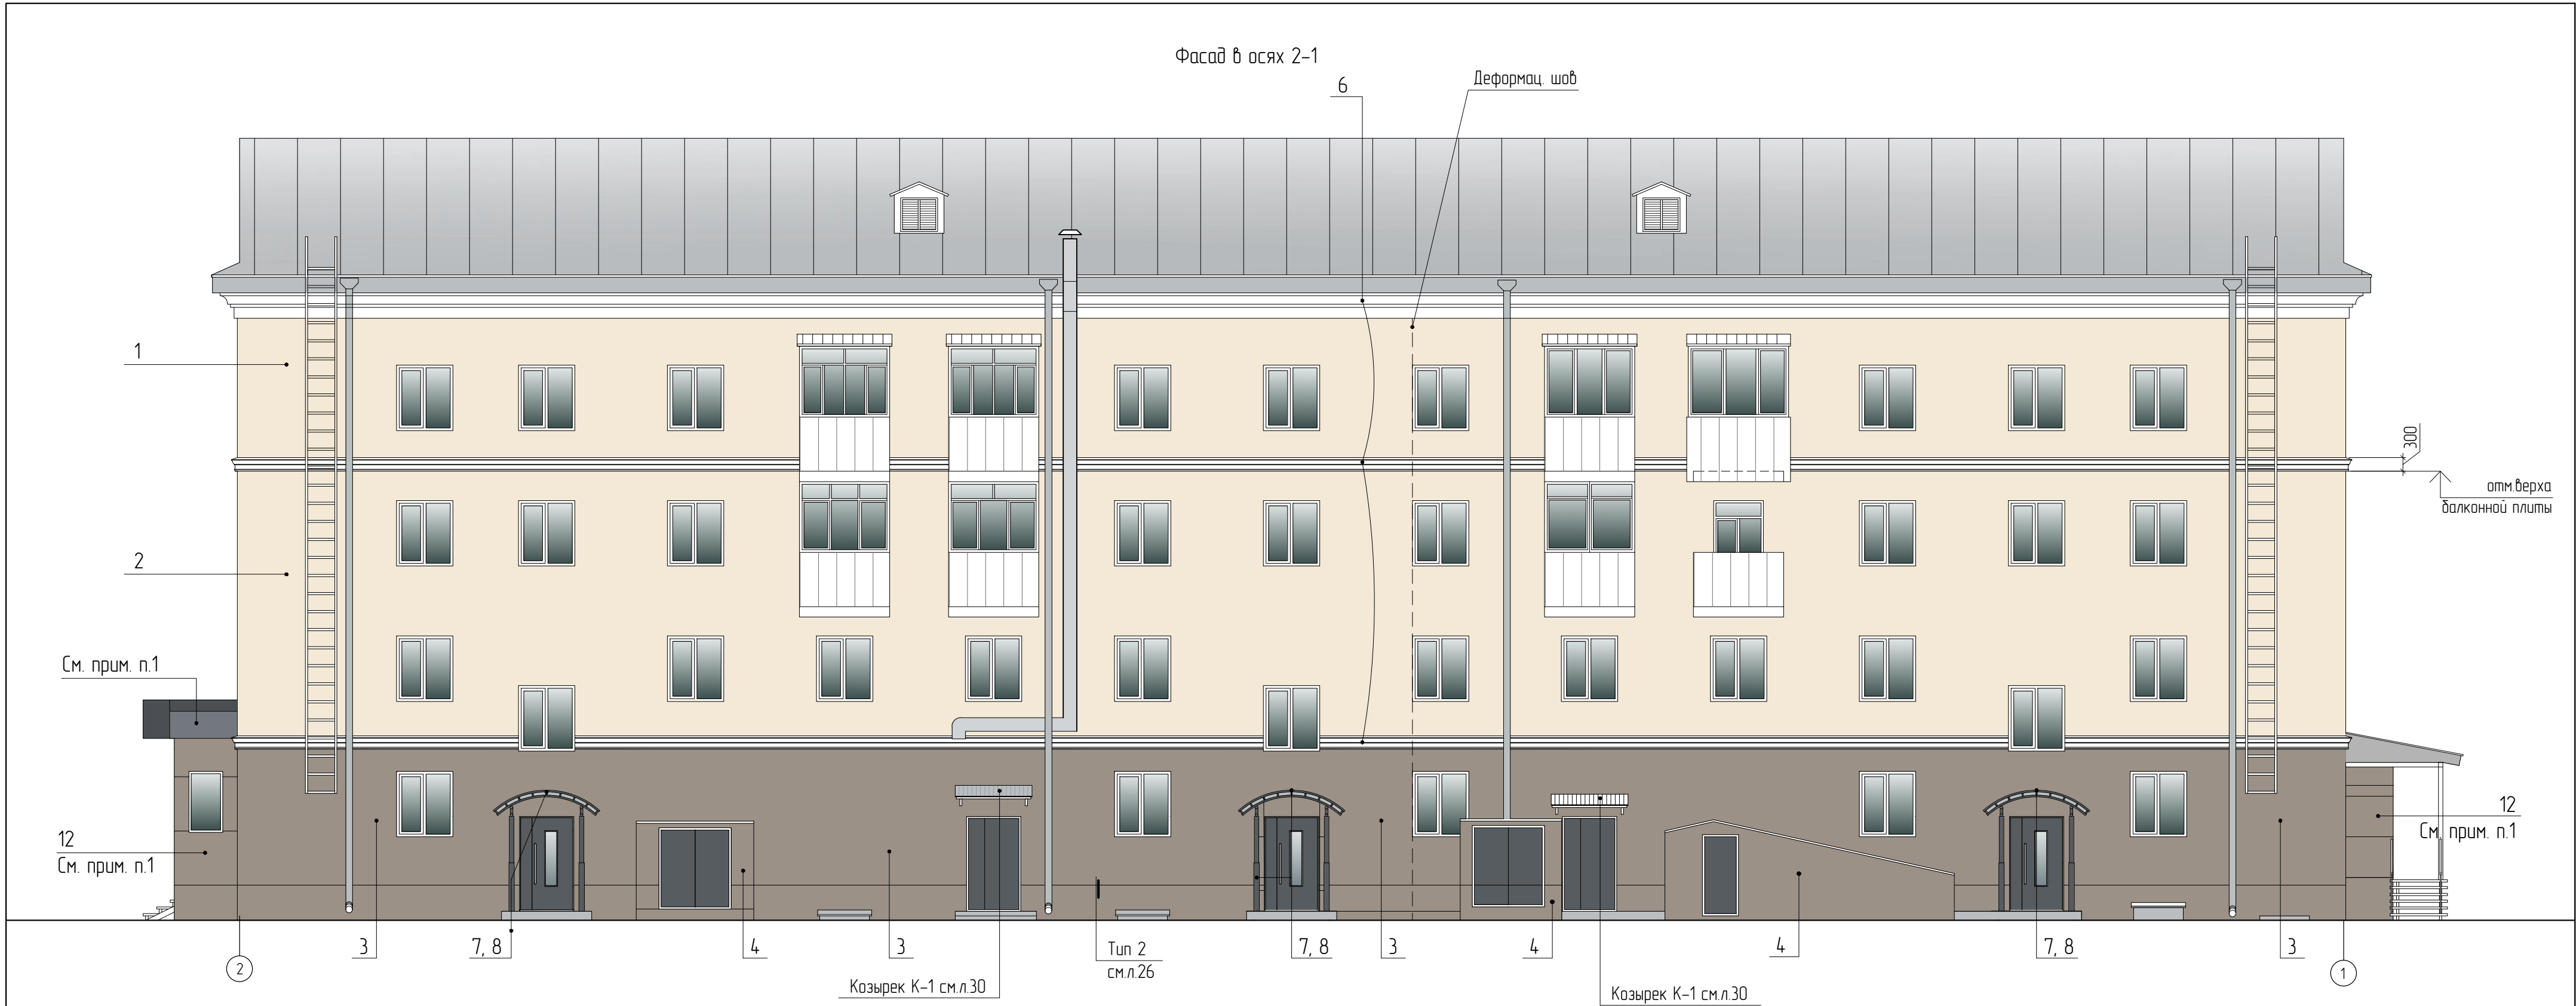 Фасад в осях 2-1
Деформац. шов
6
1
300
отм.верха
балконной плиты
2
См. прим. п.1
12
См. прим. п.1
12
См. прим. п.1
3
7, 8
4
3
Тип 2
см.л.26
7, 8
3
4
4
7, 8
3
2
1
Козырек К-1 см.л.30
Козырек К-1 см.л.30